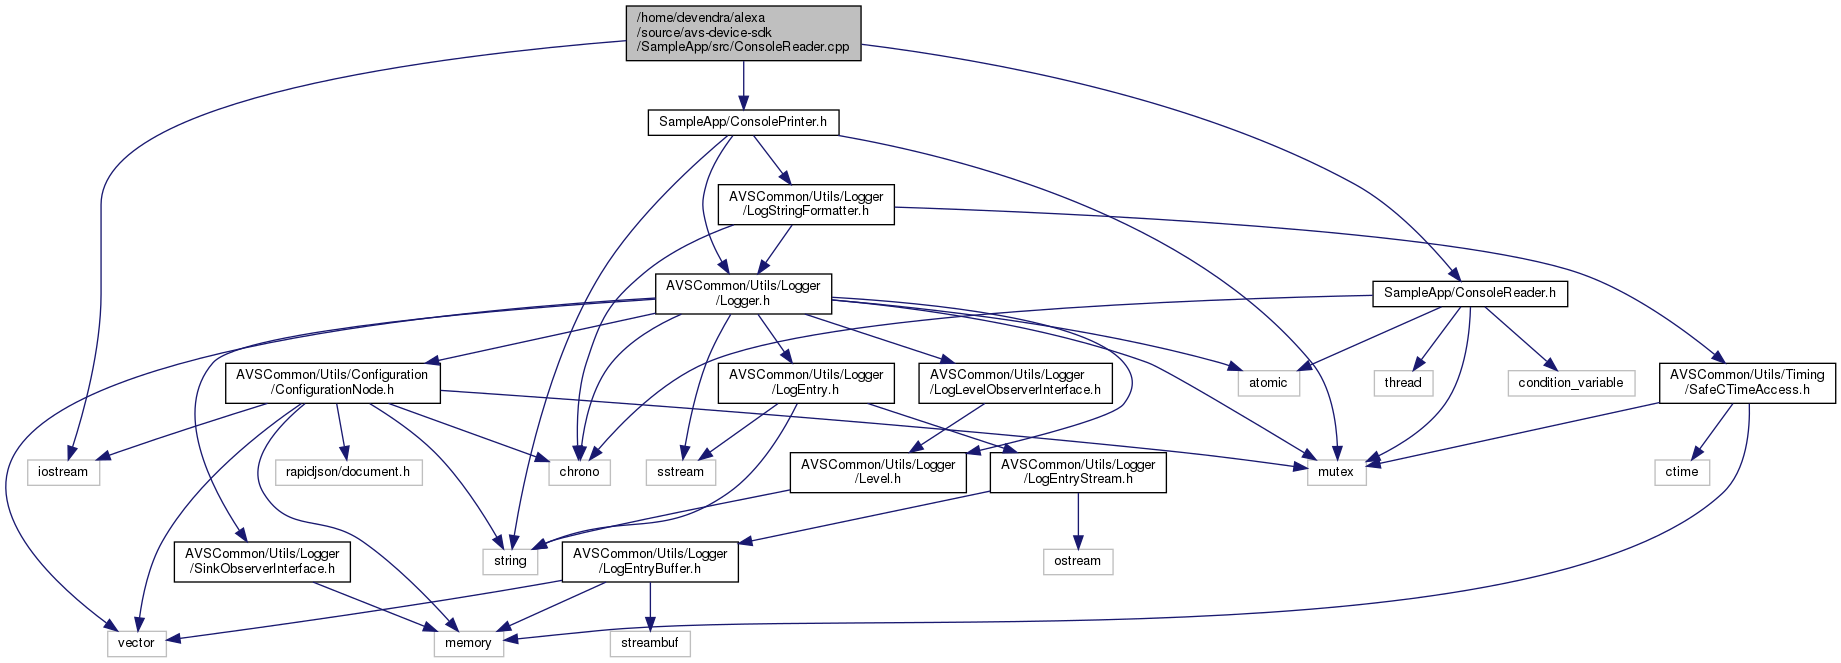 /home/devendra/alexa
/source/avs-device-sdk
/SampleApp/src/ConsoleReader.cpp
SampleApp/ConsolePrinter.h
AVSCommon/Utils/Logger
/LogStringFormatter.h
AVSCommon/Utils/Logger
/Logger.h
SampleApp/ConsoleReader.h
AVSCommon/Utils/Configuration
/ConfigurationNode.h
AVSCommon/Utils/Logger
/LogEntry.h
AVSCommon/Utils/Logger
/LogLevelObserverInterface.h
atomic
thread
condition_variable
AVSCommon/Utils/Timing
/SafeCTimeAccess.h
iostream
rapidjson/document.h
chrono
sstream
AVSCommon/Utils/Logger
/Level.h
AVSCommon/Utils/Logger
/LogEntryStream.h
mutex
ctime
AVSCommon/Utils/Logger
/SinkObserverInterface.h
string
AVSCommon/Utils/Logger
/LogEntryBuffer.h
ostream
vector
memory
streambuf